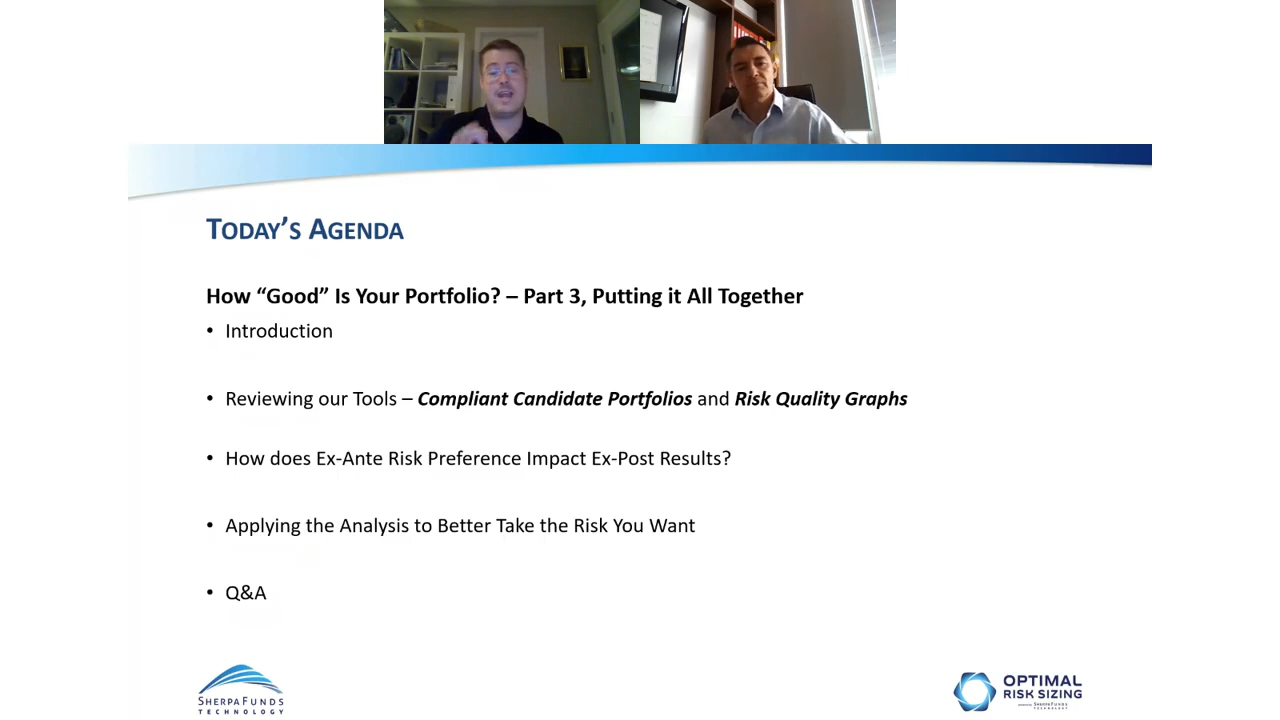 TODAY'S AGENDA
How “Good” Is Your Portfolio? – Part 3, Putting it All Together
• Introduction
• Reviewing our Tools – Compliant Candidate Portfolios and Risk Quality Graphs
• How does Ex-Ante Risk Preference Impact Ex-Post Results?
• Applying the Analysis to Better Take the Risk You Want
• Q&A
SHERPAFUNDS
TECHNOLOGY
OPTIMAL
RISK SIZING